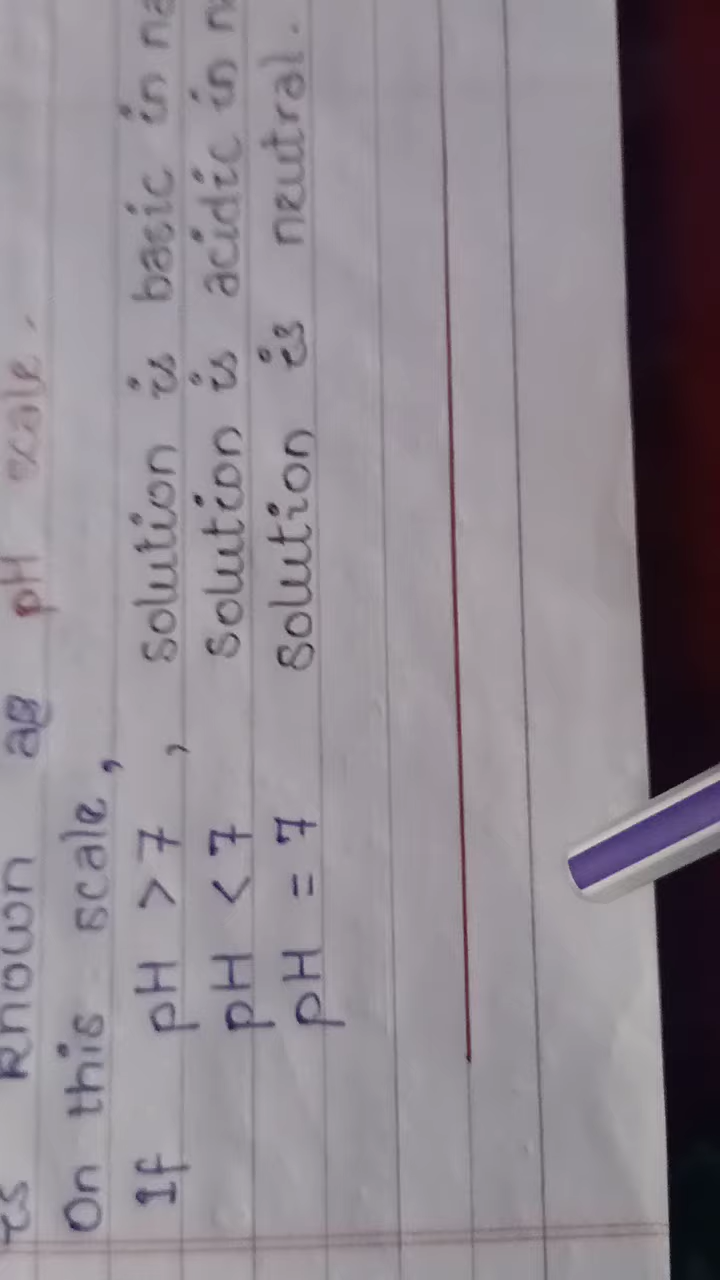 is known as pH scale.
On this scale,
If pH > 7 , solution is basic in
pH < 7 solution is acidic in
pH = 7 solution is neutral.